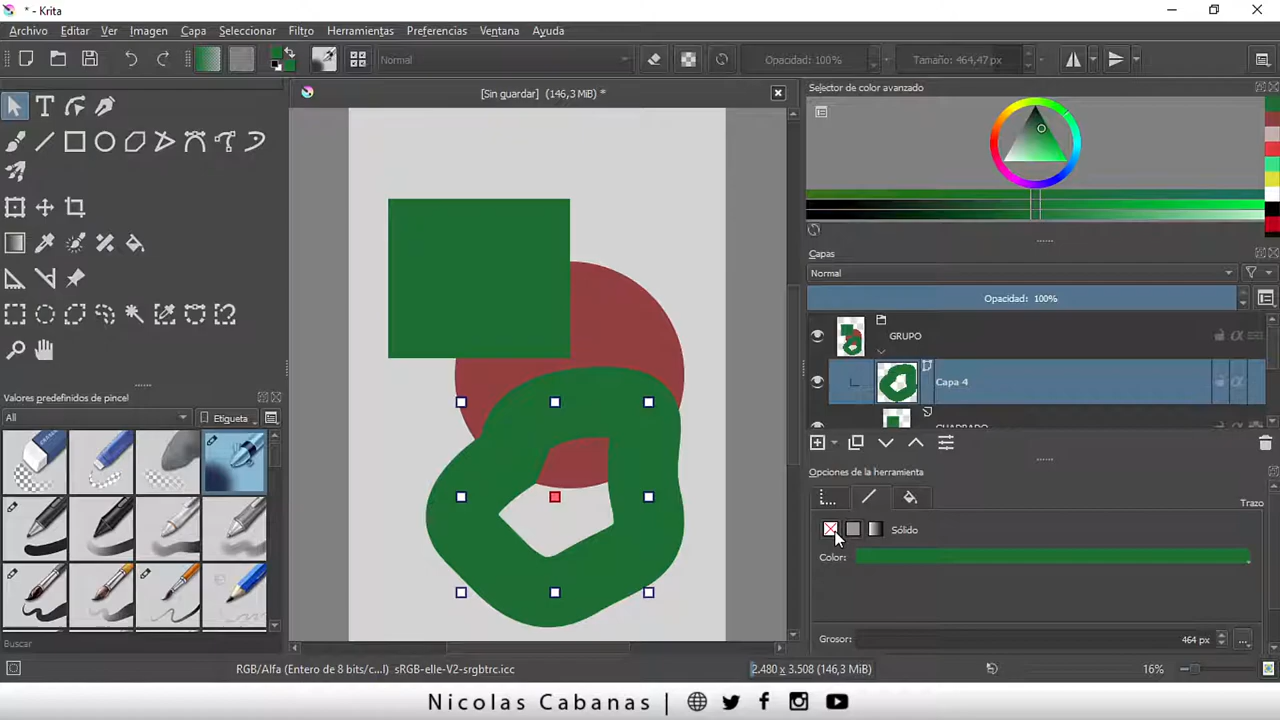 * - Krita
Archivo Editar Ver Imagen Capa Seleccionar Filtro Herramientas Preferencias Ventana Ayuda
Normal
Opacidad: 100%
Tamaño: 464,47 px
[Sin guardar] (146,3 MiB) *
Selector de color avanzado
Capas
Normal
Opacidad: 100%
GRUPO
Capa 4
CUADRADO
Valores predefinidos de pincel
All
Etiqueta
Buscar
Opciones de la herramienta
Trazo
Sólido
Color:
Grosor:
464 px
...
RGB/Alfa (Entero de 8 bits/c...l) sRGB-elle-V2-srgbtrc.icc
2.480 x 3.508 (146,3 MiB)
16%
Nicolas Cabanas |